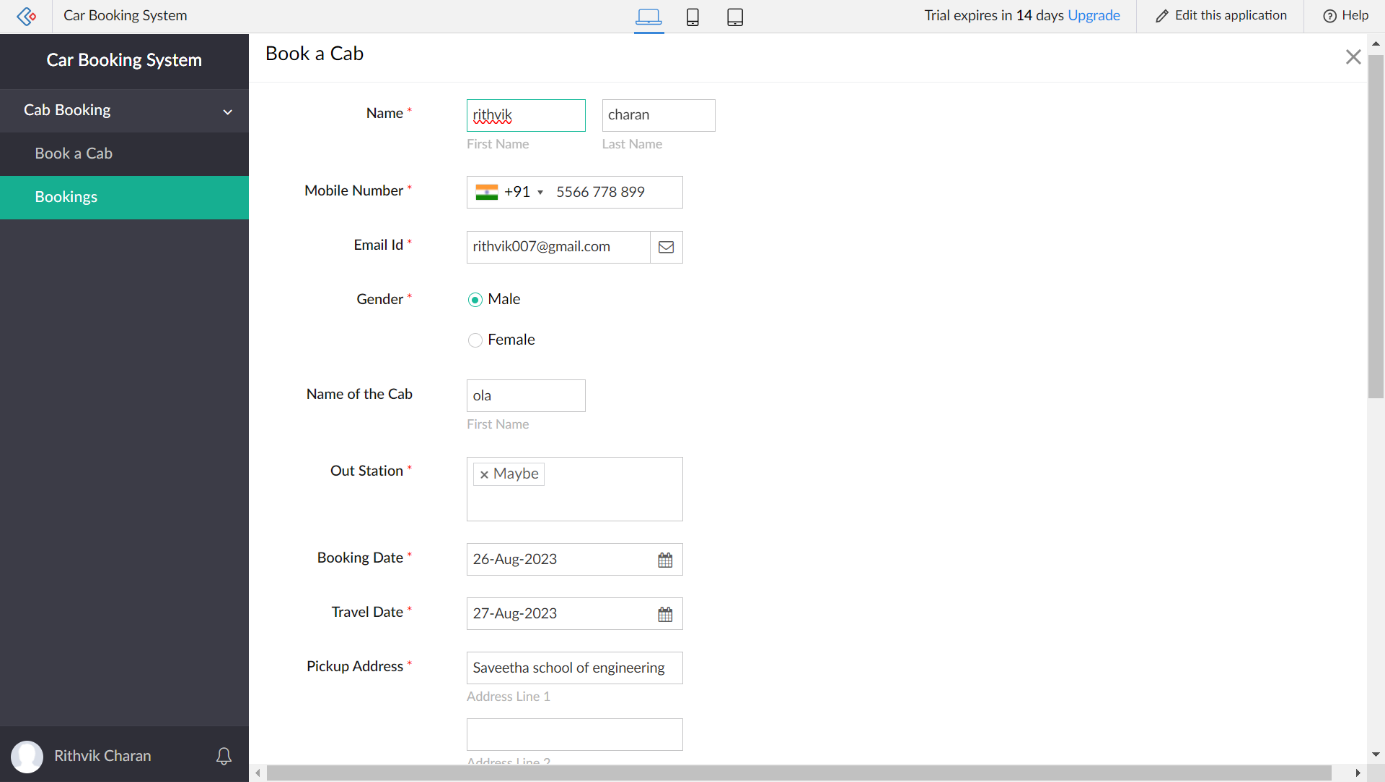 Car Booking System
Trial expires in 14 days Upgrade
Edit this application
Help
Car Booking System
Cab Booking
Book a Cab
Bookings
Rithvik Charan
Book a Cab
Name *
rithvik
charan
First Name
Last Name
Mobile Number *
+91 5566 778 899
Email Id *
rithvik007@gmail.com
Gender *
Male
Female
Name of the Cab
ola
First Name
Out Station *
× Maybe
Booking Date *
26-Aug-2023
Travel Date *
27-Aug-2023
Pickup Address *
Saveetha school of engineering
Address Line 1
Address Line 2